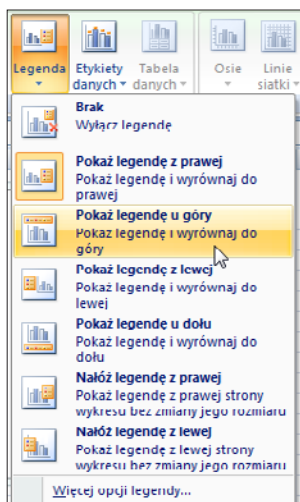 Legenda Etykiety danych Tabela danych Osie Linie siatki
Brak
Wyłącz legendę
Pokaż legendę z prawej
Pokaż legendę i wyrównaj do
prawej
Pokaż legendę u góry
Pokaż legendę i wyrównaj do
góry
Pokaż legendę z lewej
Pokaż legendę i wyrównaj do
lewej
Pokaż legendę u dołu
Pokaż legendę i wyrównaj do
dołu
Nałóż legendę z prawej
Pokaż legendę z prawej strony
wykresu bez zmiany jego rozmiaru
Nałóż legendę z lewej
Pokaż legendę z lewej strony
wykresu bez zmiany jego rozmiaru
Więcej opcji legendy...